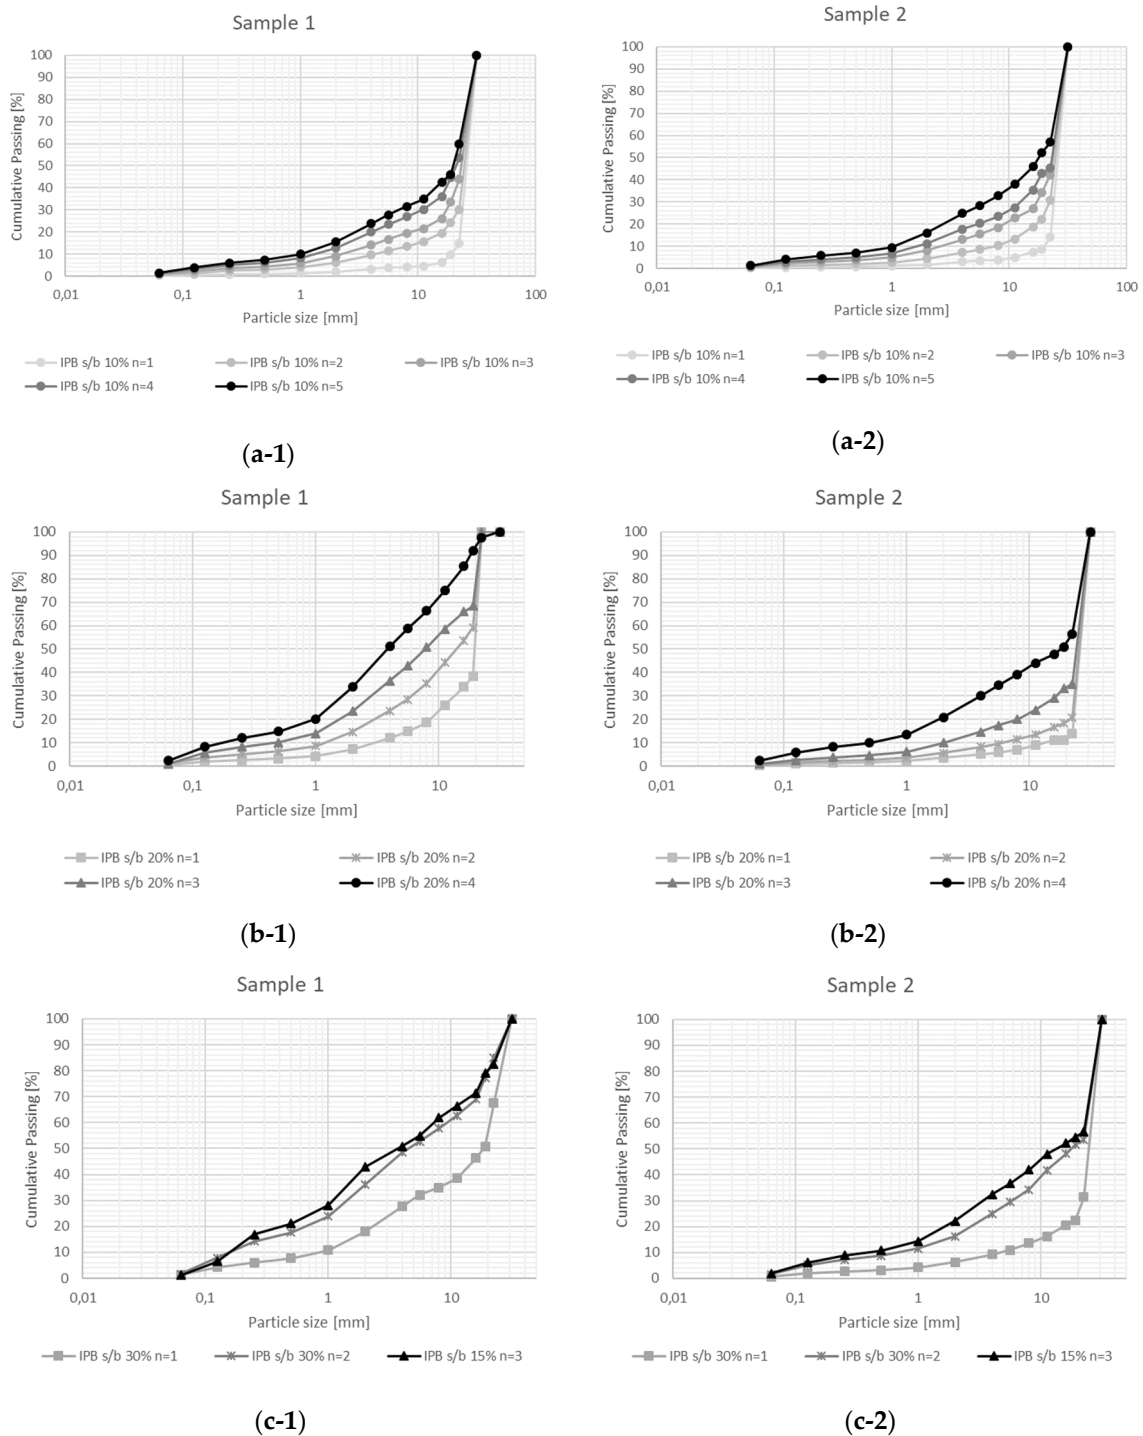 Sample 1
Cumulative Passing [%]
100
90
80
70
60
50
40
30
20
10
0
0,01
0,1
1
10
100
Particle size [mm]
IPB s/b 10% n=1
IPB s/b 10% n=2
IPB s/b 10% n=3
IPB s/b 10% n=4
IPB s/b 10% n=5
(a-1)
Sample 2
Cumulative Passing [%]
100
90
80
70
60
50
40
30
20
10
0
0,01
0,1
1
10
100
Particle size [mm]
IPB s/b 10% n=1
IPB s/b 10% n=2
IPB s/b 10% n=3
IPB s/b 10% n=4
IPB s/b 10% n=5
(a-2)
Sample 1
Cumulative Passing [%]
100
90
80
70
60
50
40
30
20
10
0
0,01
0,1
1
10
Particle size [mm]
IPB s/b 20% n=1
IPB s/b 20% n=2
IPB s/b 20% n=3
IPB s/b 20% n=4
(b-1)
Sample 2
Cumulative Passing [%]
100
90
80
70
60
50
40
30
20
10
0
0,01
0,1
1
10
Particle size [mm]
IPB s/b 20% n=1
IPB s/b 20% n=2
IPB s/b 20% n=3
IPB s/b 20% n=4
(b-2)
Sample 1
Cumulative Passing [%]
100
90
80
70
60
50
40
30
20
10
0
0,01
0,1
1
10
Particle size [mm]
IPB s/b 30% n=1
IPB s/b 30% n=2
IPB s/b 15% n=3
(c-1)
Sample 2
Cumulative Passing [%]
100
90
80
70
60
50
40
30
20
10
0
0,01
0,1
1
10
Particle size [mm]
IPB s/b 30% n=1
IPB s/b 30% n=2
IPB s/b 15% n=3
(c-2)